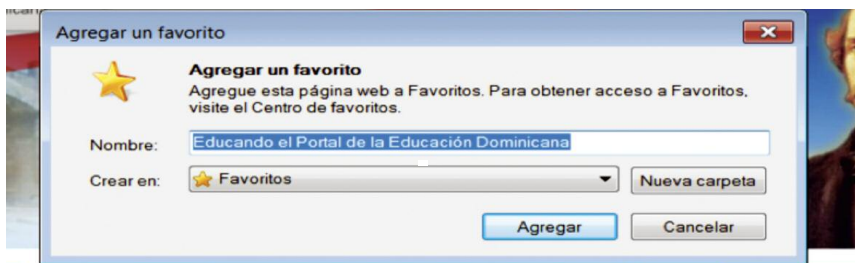 Agregar un favorito
Agregar un favorito
Agregue esta página web a Favoritos. Para obtener acceso a Favoritos,
visite el Centro de favoritos.
Nombre: Educando el Portal de la Educación Dominicana
Crear en: Favoritos Nueva carpeta
Agregar Cancelar